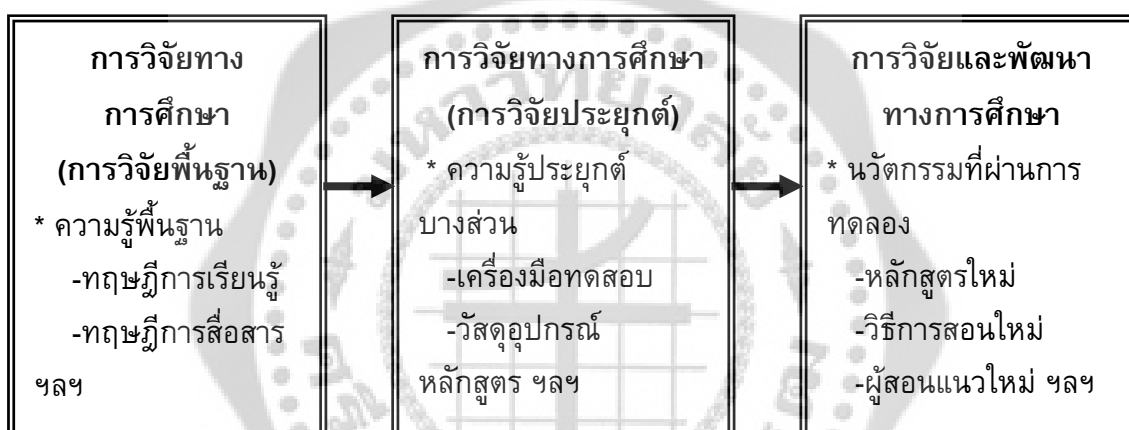 การวิจัยทาง
การศึกษา
(การวิจัยพื้นฐาน)
* ความรู้พื้นฐาน
-ทฤษฎีการเรียนรู้
-ทฤษฎีการสื่อสาร
ฯลฯ
การวิจัยทางการศึกษา
(การวิจัยประยุกต์)
* ความรู้ประยุกต์
บางส่วน
-เครื่องมือทดสอบ
-วัสดุอุปกรณ์
หลักสูตร ฯลฯ
การวิจัยและพัฒนา
ทางการศึกษา
* นวัตกรรมที่ผ่านการ
ทดลอง
-หลักสูตรใหม่
-วิธีการสอนใหม่
-ผู้สอนแนวใหม่ ฯลฯ